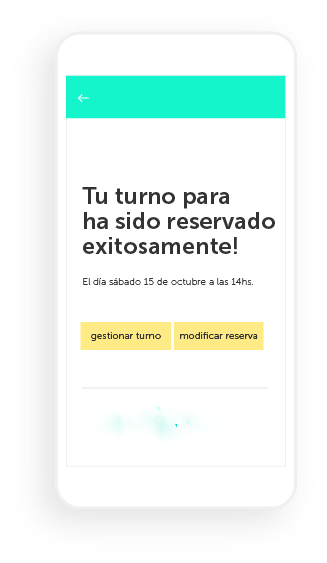 Tu turno para
ha sido reservado
exitosamente!
El día sábado 15 de octubre a las 14hs.
gestionar turno modificar reserva